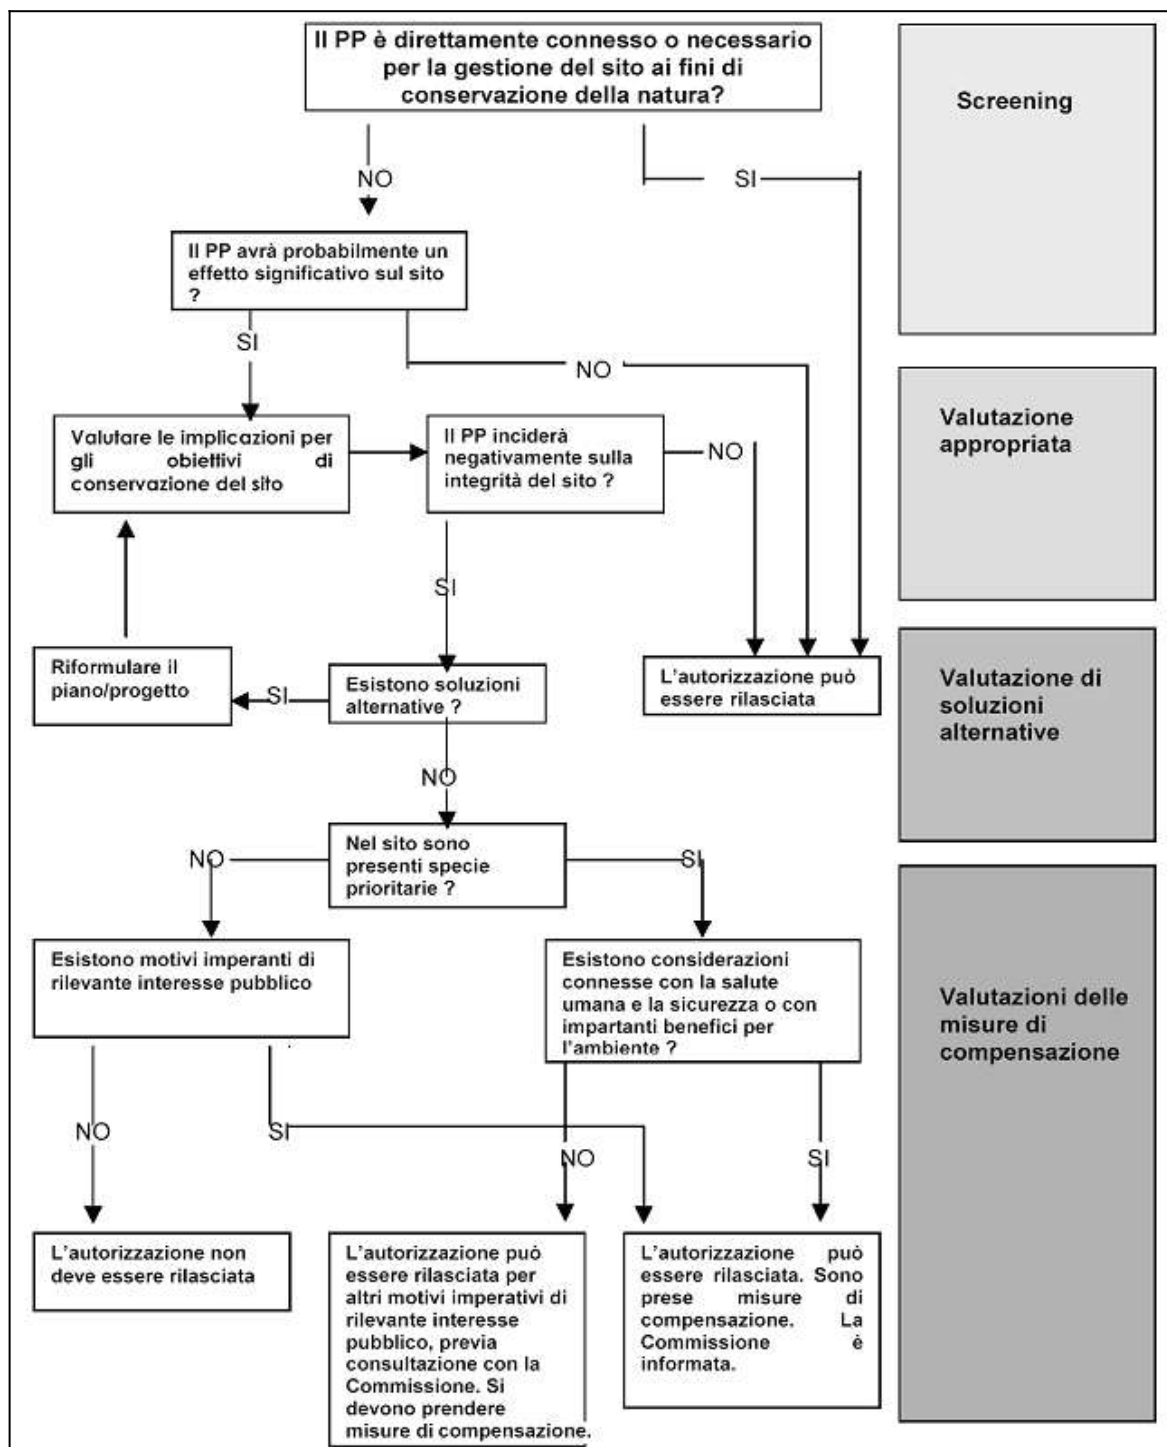 Il PP è direttamente connesso o necessario
per la gestione del sito ai fini di
conservazione della natura?
Screening
NO
SI
Il PP avrà probabilmente un
effetto significativo sul sito
?
SI
NO
Valutazione
appropriata
Valutare le implicazioni per
gli obiettivi di
conservazione del sito
Il PP inciderà
negativamente sulla
integrità del sito ?
NO
SI
Riformulare il
piano/progetto
SI
Esistono soluzioni
alternative ?
L'autorizzazione può
essere rilasciata
Valutazione di
soluzioni
alternative
NO
Nel sito sono
presenti specie
prioritarie ?
NO
SI
Esistono motivi imperanti di
rilevante interesse pubblico
Esistono considerazioni
connesse con la salute
umana e la sicurezza o con
impartanti benefici per
l'ambiente ?
Valutazioni delle
misure di
compensazione
NO
SI
NO
SI
L'autorizzazione non
deve essere rilasciata
L'autorizzazione può
essere rilasciata per
altri motivi imperativi di
rilevante interesse
pubblico, previa
consultazione con la
Commissione. Si
devono prendere
misure di compensazione.
L'autorizzazione può
essere rilasciata. Sono
prese misure di
compensazione. La
Commissione è
informata.